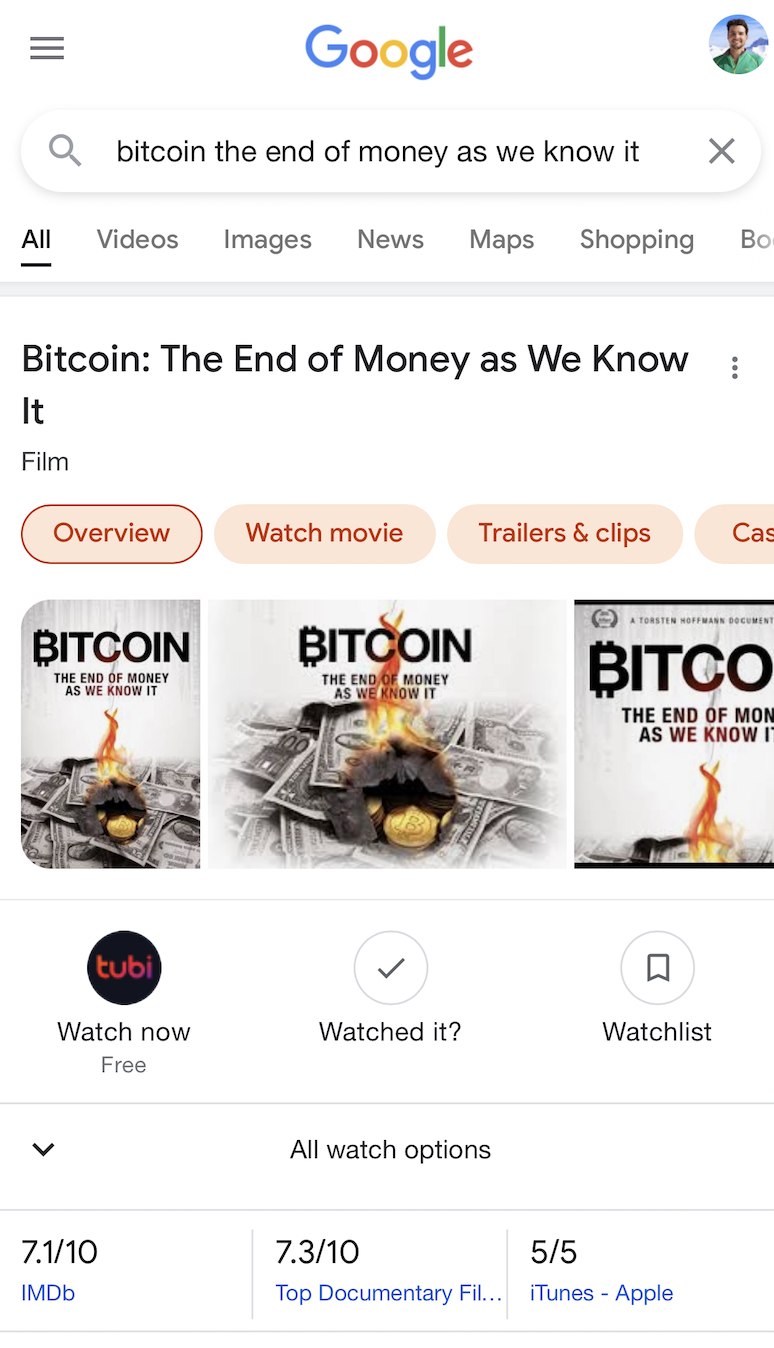 Google
bitcoin the end of money as we know it
All Videos Images News Maps Shopping Bo
Bitcoin: The End of Money as We Know
It
Film
Overview Watch movie Trailers & clips Cas
BITCOIN
THE END OF MONEY
AS WE KNOW IT
BITCOIN
THE END OF MONEY
AS WE KNOW IT
A TORSTEN HOFFMANN DOCUMENT
BITCO
THE END OF MON
AS WE KNOW IT
tubi
Watch now
Free
Watched it?
Watchlist
All watch options
7.1/10
IMDb
7.3/10
Top Documentary Fil...
5/5
iTunes - Apple